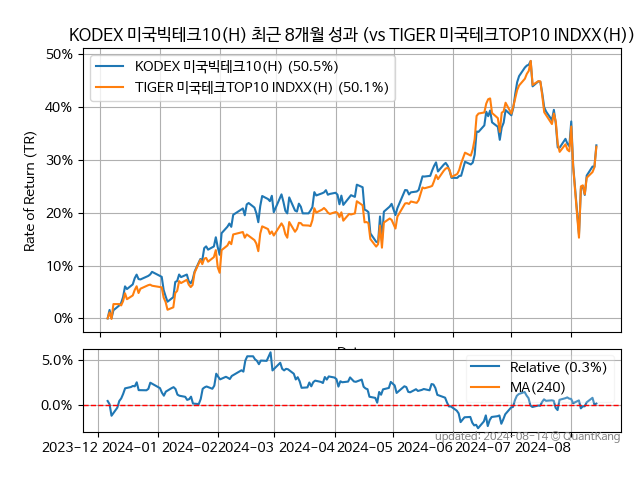 KODEX 미국빅테크10(H) 최근 8개월 성과 (vs TIGER 미국테크TOP10 INDXX(H))
50%
40%
30%
20%
10%
0%
Rate of Return (TR)
KODEX 미국빅테크10(H) (50.5%)
TIGER 미국테크TOP10 INDXX(H) (50.1%)
5.0%
0.0%
Relative (0.3%)
MA(240)
updated: 2024-08-14 © QuantKang
2023-12 2024-01 2024-02 2024-03 2024-04 2024-05 2024-06 2024-07 2024-08